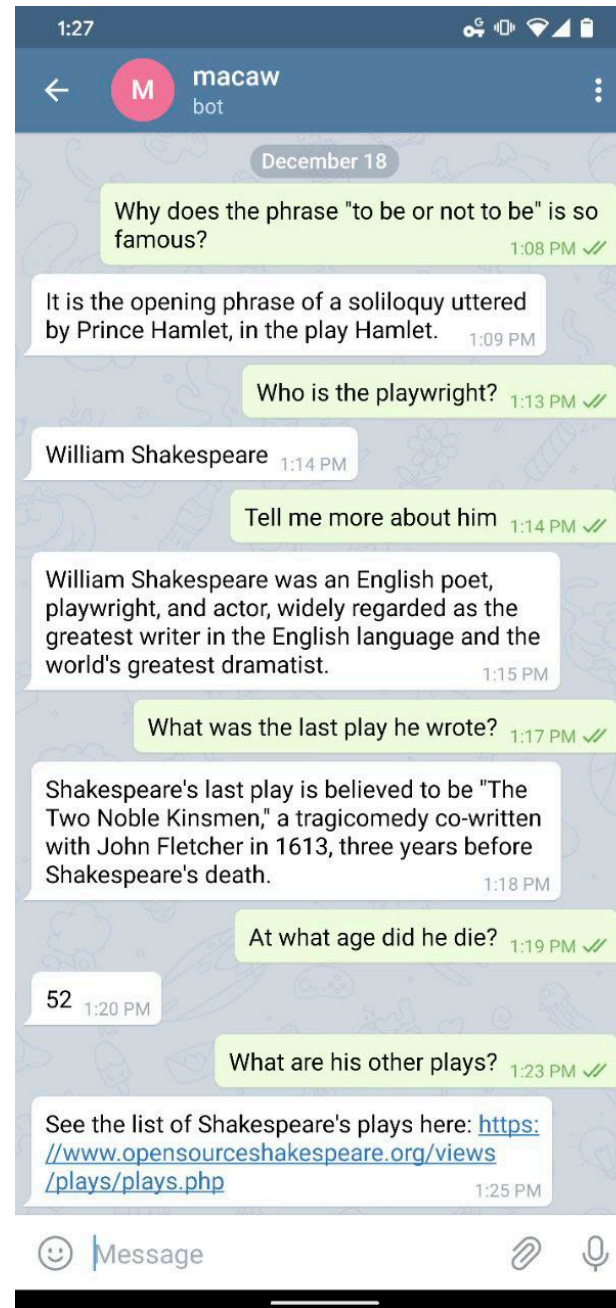 1:27
G
M
macaw
bot
December 18
Why does the phrase "to be or not to be" is so
famous?
1:08 PM
It is the opening phrase of a soliloquy uttered
by Prince Hamlet, in the play Hamlet.
1:09 PM
Who is the playwright? 1:13 PM
William Shakespeare 1:14 PM
Tell me more about him 1:14 PM
William Shakespeare was an English poet,
playwright, and actor, widely regarded as the
greatest writer in the English language and the
world's greatest dramatist.
1:15 PM
What was the last play he wrote? 1:17 PM
Shakespeare's last play is believed to be "The
Two Noble Kinsmen," a tragicomedy co-written
with John Fletcher in 1613, three years before
Shakespeare's death.
1:18 PM
At what age did he die? 1:19 PM
52 1:20 PM
What are his other plays? 1:23 PM
See the list of Shakespeare's plays here: https:
//www.opensourceshakespeare.org/views
/plays/plays.php
1:25 PM
Message